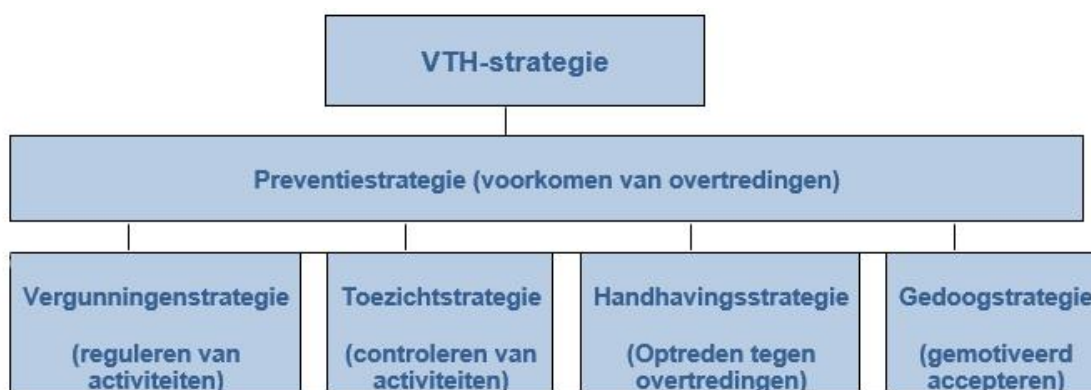 VTH-strategie
Preventiestrategie (voorkomen van overtredingen)
Vergunningenstrategie
(reguleren van
activiteiten)
Toezichtstrategie
(controleren van
activiteiten)
Handhavingsstrategie
(Optreden tegen
overtredingen)
Gedoogstrategie
(gemotiveerd
accepteren)